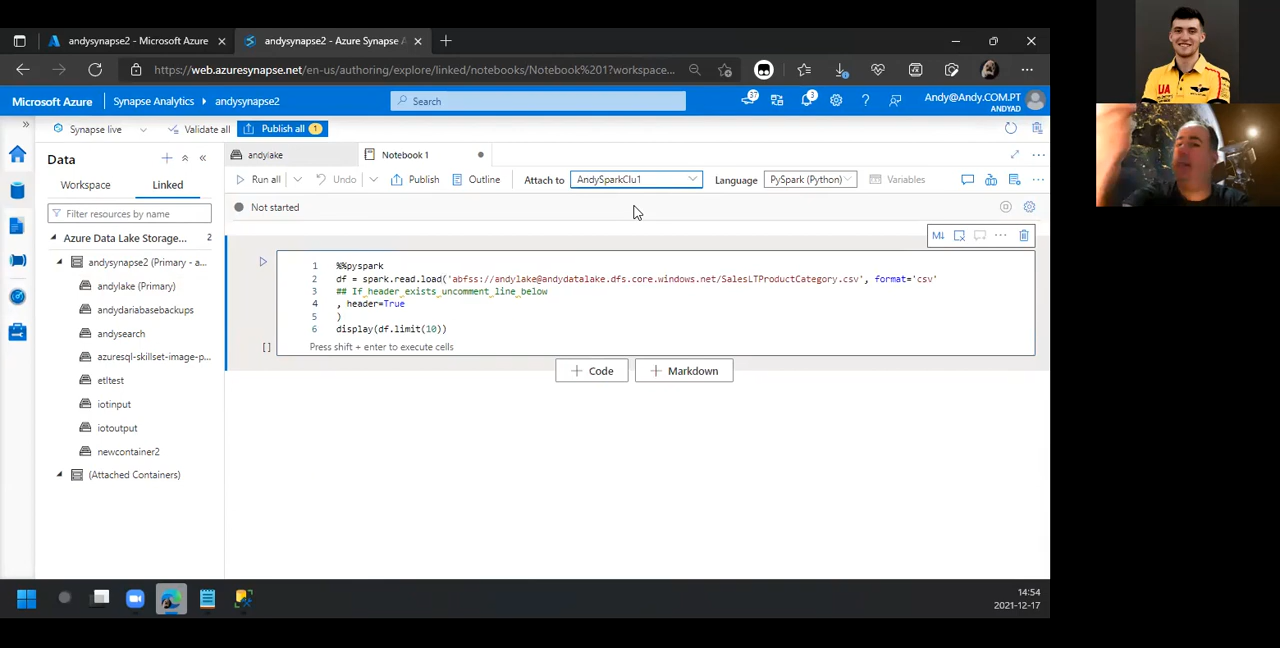 andysynapse2 - Microsoft Azure
andysynapse2 - Azure Synapse A
https://web.azuresynapse.net/en-us/authoring/explore/linked/notebooks/Notebook%201?workspace...
Microsoft Azure
Synapse Analytics
andysynapse2
Search
37
3
Andy@Andy.COM.PT
ANDYAD
Synapse live
Validate all
Publish all 1
Data
andylake
Notebook 1
Workspace
Linked
Run all
Undo
Publish
Outline
Attach to
AndySparkClu1
Language
PySpark (Python)
Variables
Filter resources by name
Not started
Azure Data Lake Storage... 2
andysynapse2 (Primary - a...
andylake (Primary)
andydariabasebackups
andysearch
azuresql-skillset-image-p...
etltest
iotinput
iotoutput
newcontainer2
(Attached Containers)
1 %%pyspark
2 df = spark.read.load('abfss://andylake@andydatalake.dfs.core.windows.net/SalesLTProductCategory.csv', format='csv'
3 ## If header exists uncomment line below
4 , header=True
5 )
6 display(df.limit(10))
[ ]
Press shift + enter to execute cells
Code
Markdown
14:54
2021-12-17
UA